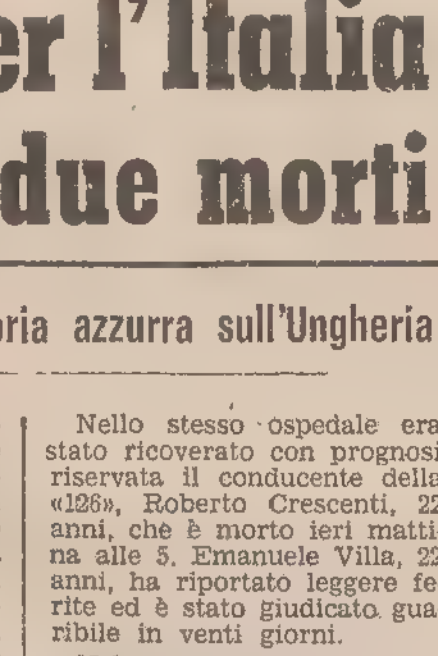 er l'Italia
due morti
oria azzurra sull'Ungheria
Nello stesso ospedale era
stato ricoverato con prognosi
riservata il conducente della
«126», Roberto Crescenti, 22
anni, che è morto ieri matti-
na alle 5. Emanuele Villa, 22
anni, ha riportato leggere fe-
rite ed è stato giudicato gua-
ribile in venti giorni.